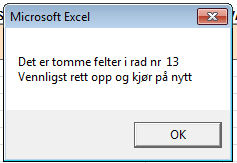 Microsoft Excel
Det er tomme felter i rad nr 13
Vennligst rett opp og kjør på nytt
OK